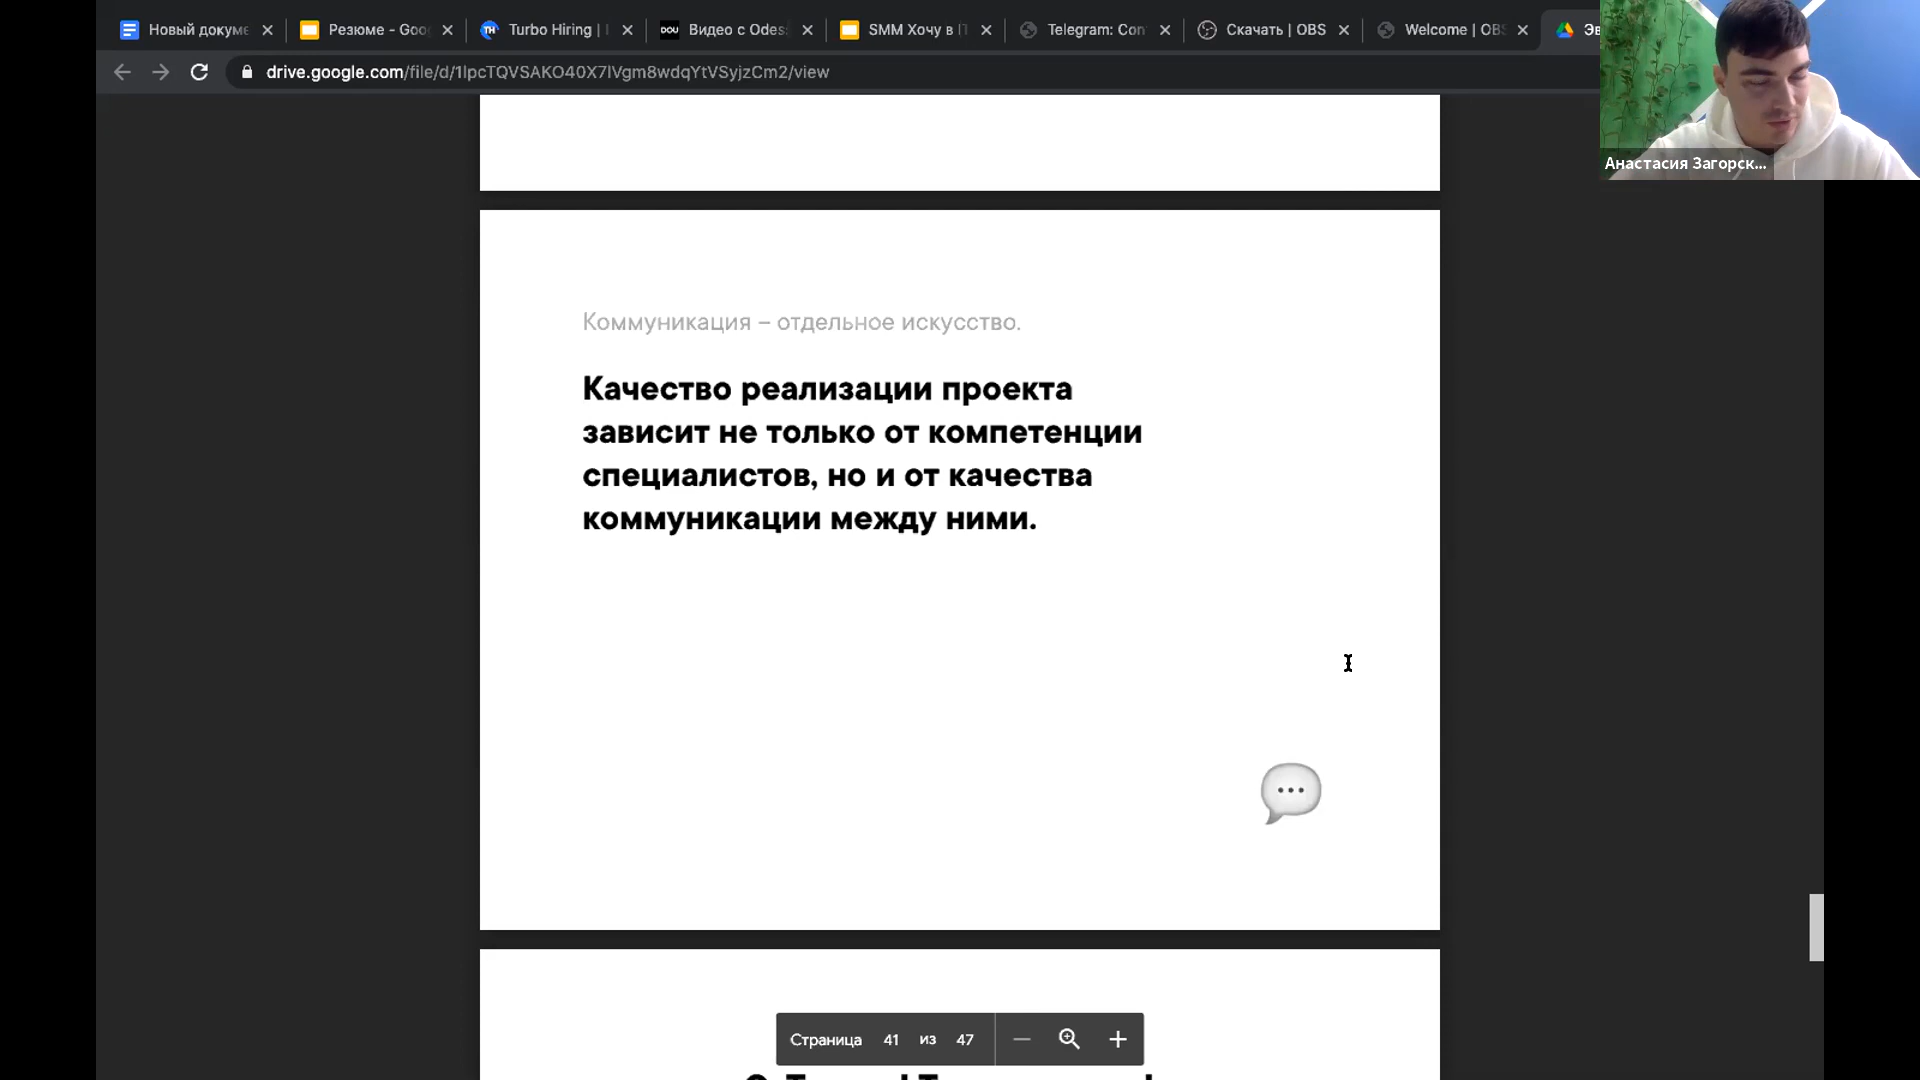 Новый докуме
Резюме - Goo
Turbo Hiring |
DOU Видео с Odes
SMM Хочу в IT
Telegram: Con
Скачать | OBS
Welcome | OBS
drive.google.com/file/d/1lpcTQVSAKO40X7lVgm8wdqYtVSyjzCm2/view
Анастасия Загорск...
Коммуникация – отдельное искусство.
Качество реализации проекта
зависит не только от компетенции
специалистов, но и от качества
коммуникации между ними.
Страница 41 из 47